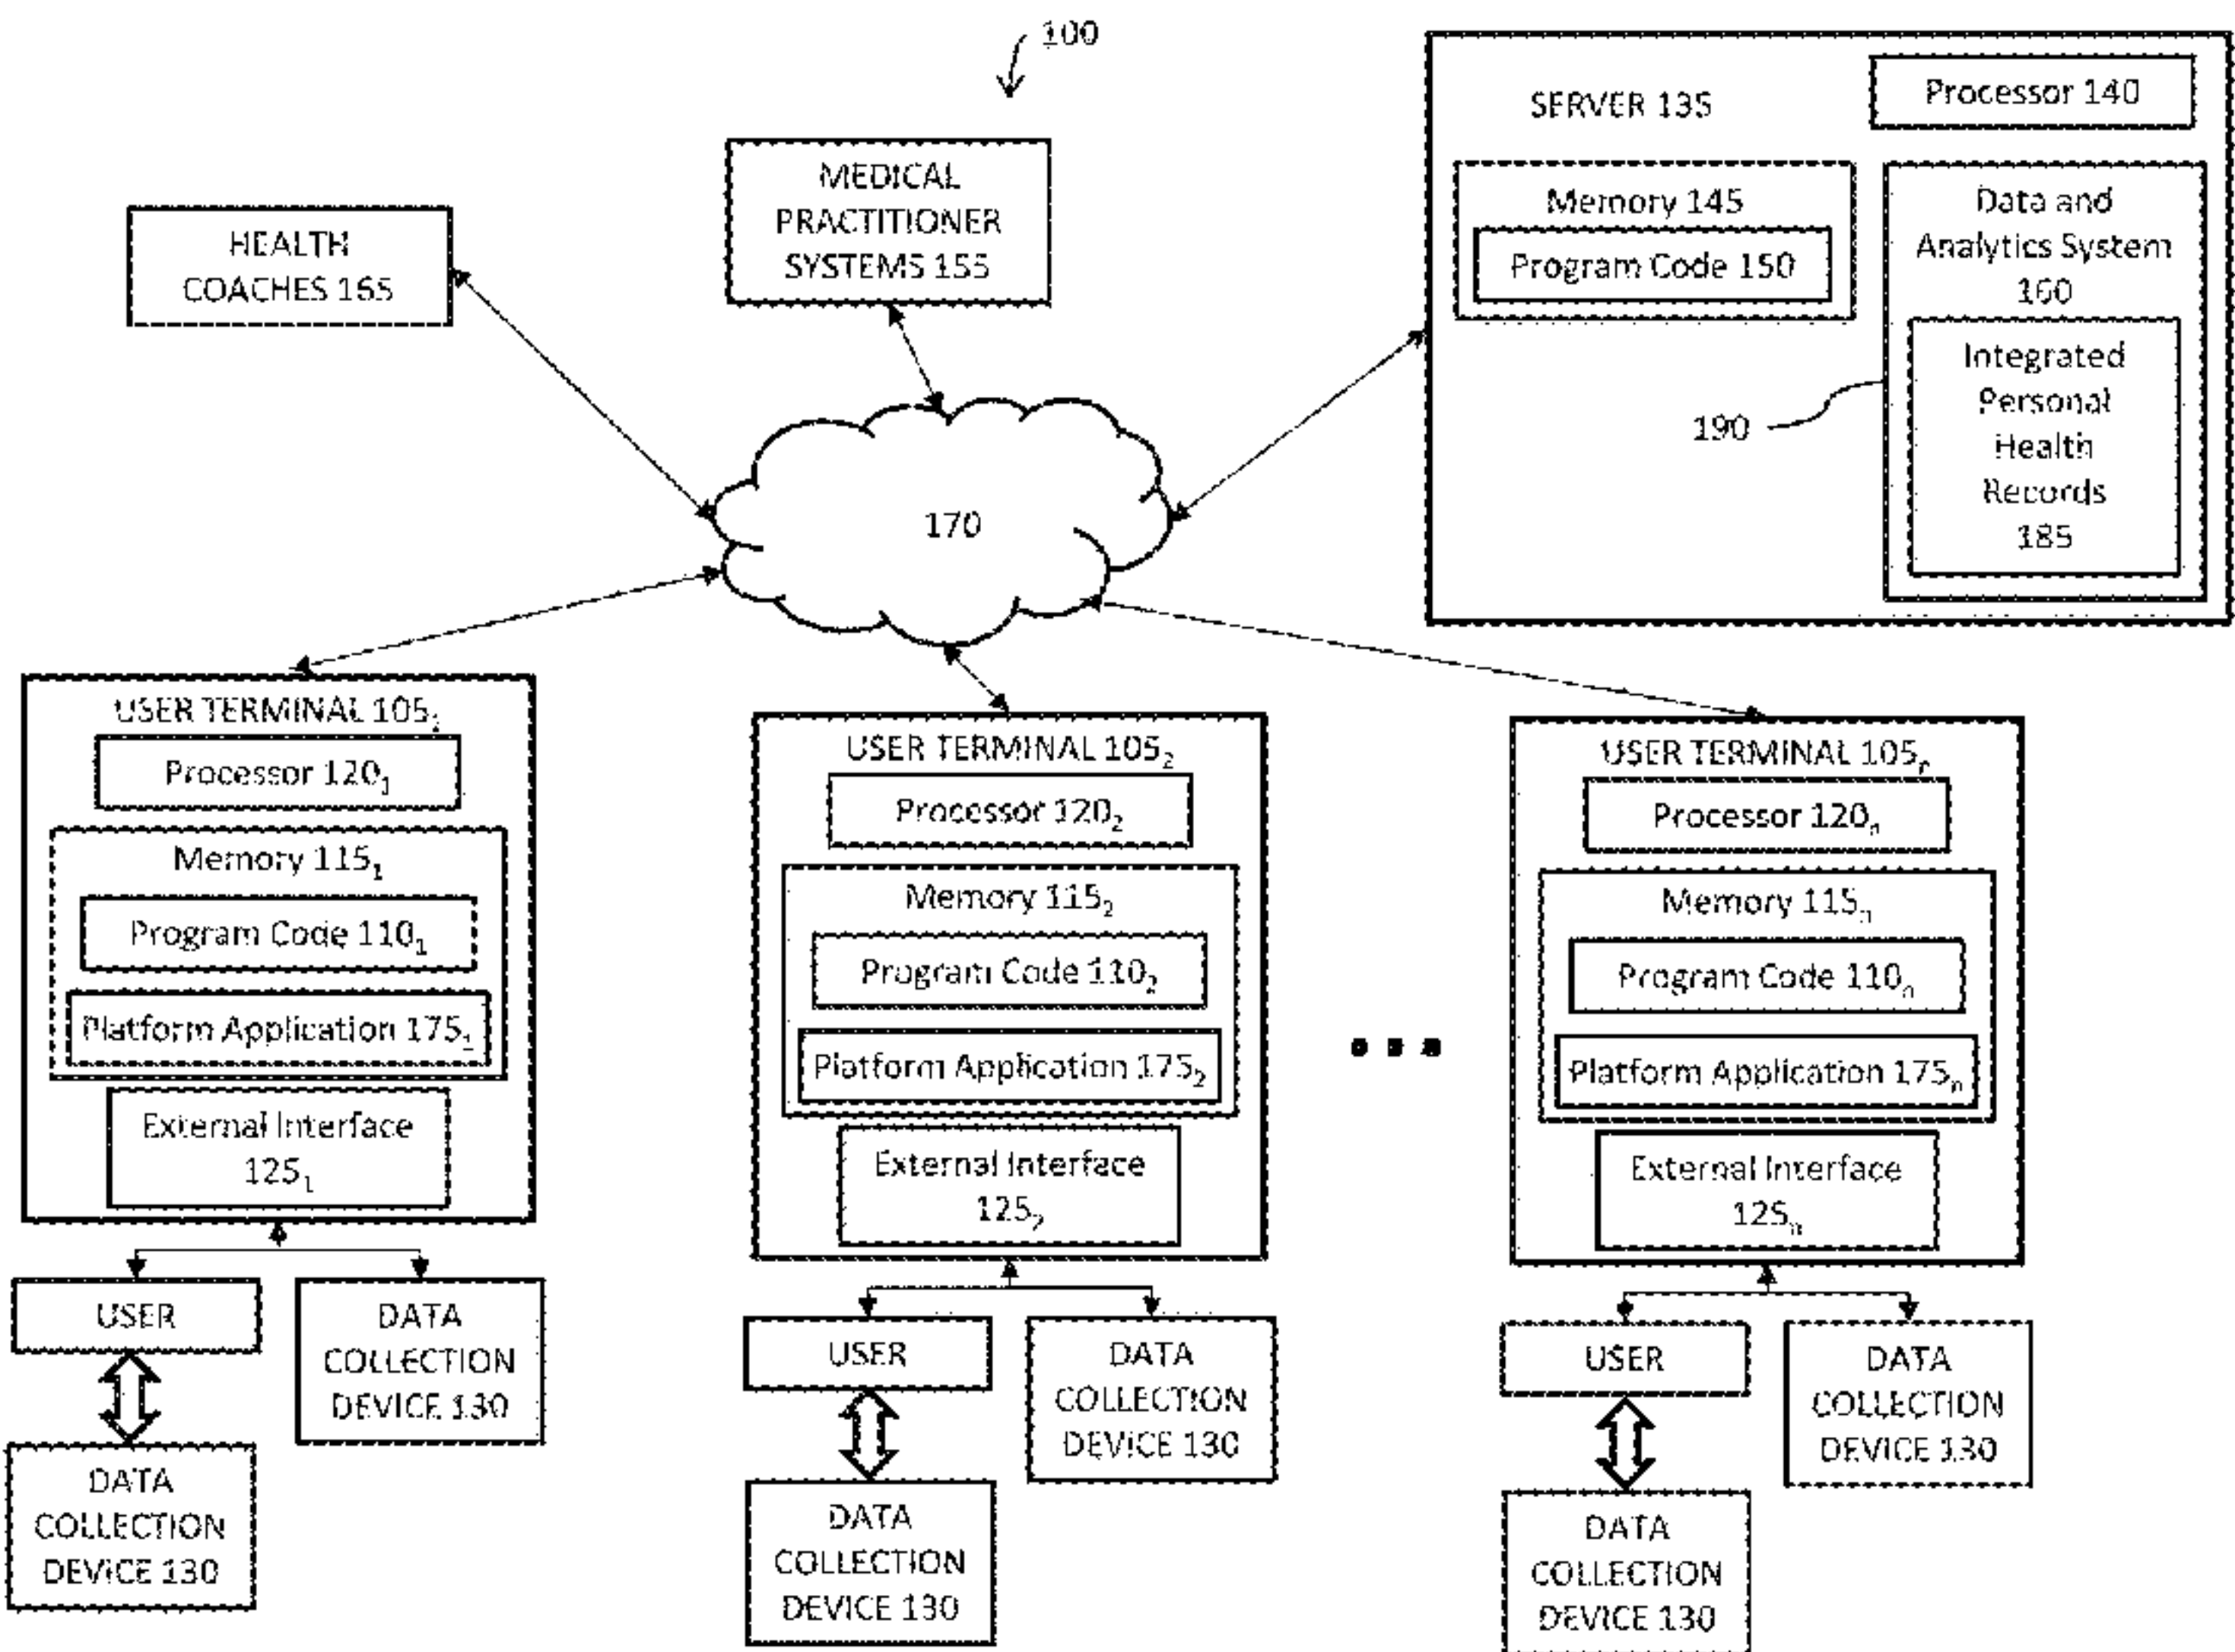 100
SERVER 135
Processor 140
Memory 145
Program Code 150
Data and
Analytics System
160
Integrated
Personal
Health
Records
185
190
MEDICAL
PRACTITIONER
SYSTEMS 155
HEALTH
COACHES 165
170
USER TERMINAL 105₁
Processor 120₁
Memory 115₁
Program Code 110₁
Platform Application 175₁
External Interface
125₁
USER
DATA
COLLECTION
DEVICE 130
DATA
COLLECTION
DEVICE 130
USER TERMINAL 105₂
Processor 120₂
Memory 115₂
Program Code 110₂
Platform Application 175₂
External Interface
125₂
USER
DATA
COLLECTION
DEVICE 130
DATA
COLLECTION
DEVICE 130
USER TERMINAL 105ₙ
Processor 120ₙ
Memory 115ₙ
Program Code 110ₙ
Platform Application 175ₙ
External Interface
125ₙ
USER
DATA
COLLECTION
DEVICE 130
DATA
COLLECTION
DEVICE 130